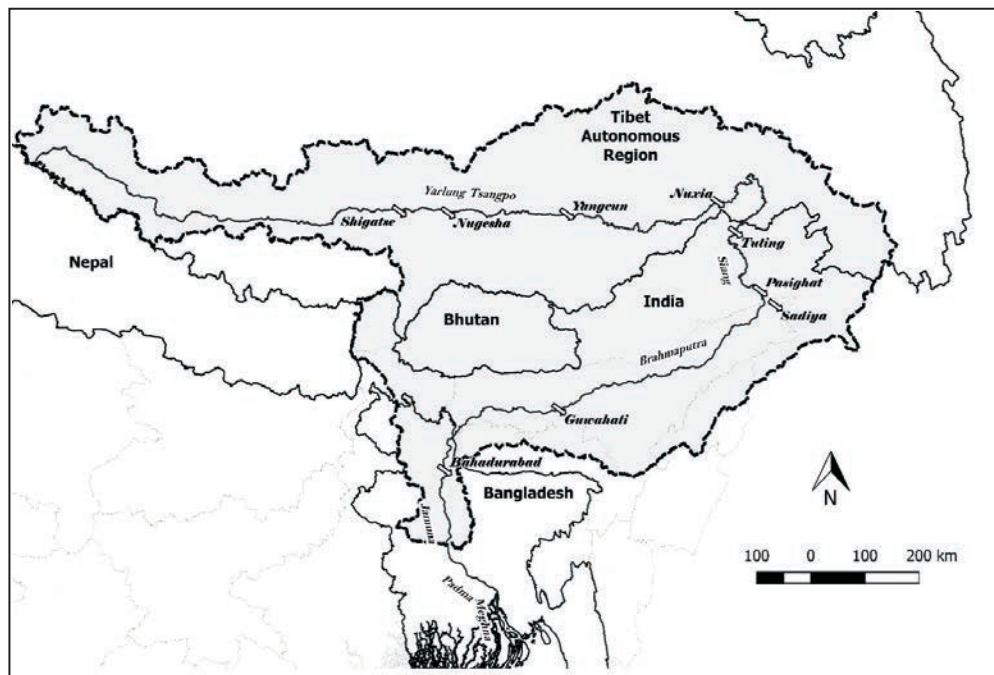 Tibet
Autonomous
Region
Yarlung Tsangpo
Nuxia
Yangcun
Shigatse
Nugesha
Tuting
Nepal
Siang
Pasighat
India
Bhutan
Sadiya
Brahmaputra
Guwahati
Bahadurabad
Bangladesh
N
Jamuna
100 0 100 200 km
Padma
Meghna